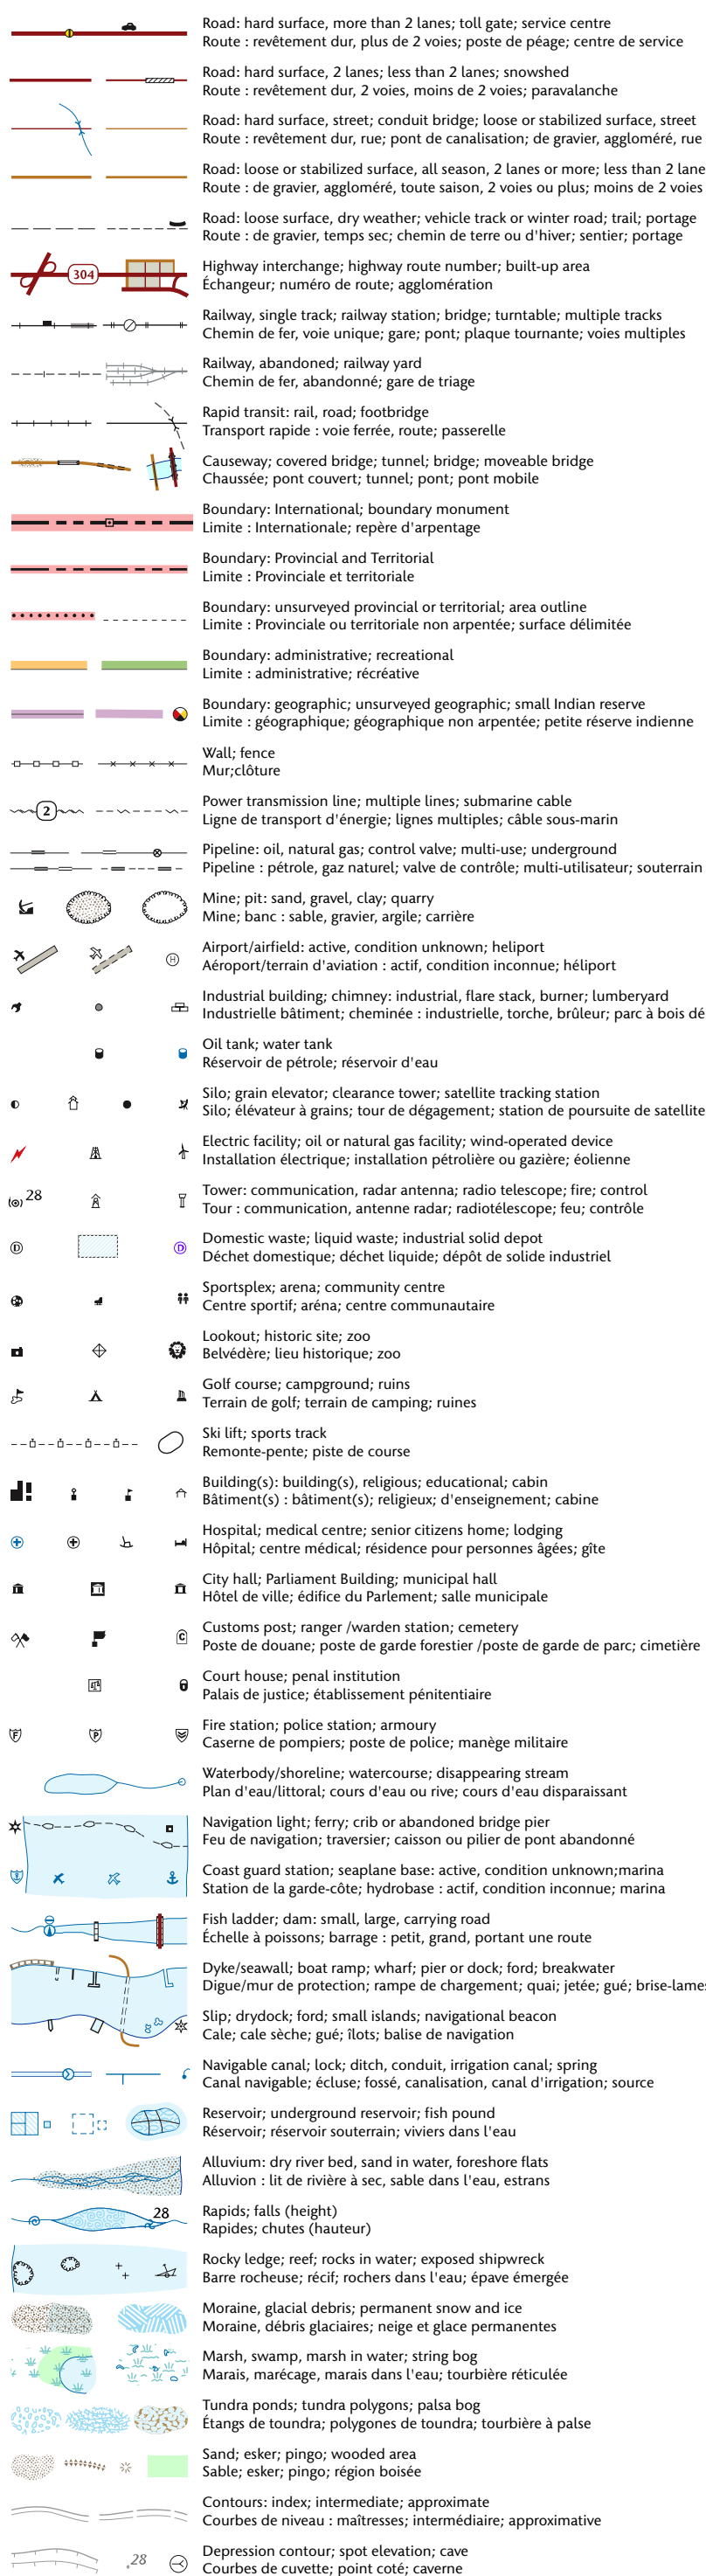 Road: hard surface, more than 2 lanes; toll gate; service centre
Route : revêtement dur, plus de 2 voies; poste de péage; centre de service
Road: hard surface, 2 lanes; less than 2 lanes; snowshed
Route : revêtement dur, 2 voies, moins de 2 voies; paravalanche
Road: hard surface, street; conduit bridge; loose or stabilized surface, street
Route : revêtement dur, rue; pont de canalisation; de gravier, aggloméré, rue
Road: loose or stabilized surface, all season, 2 lanes or more; less than 2 lane
Route : de gravier, aggloméré, toute saison, 2 voies ou plus; moins de 2 voies
Road: loose surface, dry weather; vehicle track or winter road; trail; portage
Route : de gravier, temps sec; chemin de terre ou d'hiver; sentier; portage
304
Highway interchange; highway route number; built-up area
Échangeur; numéro de route; agglomération
Railway, single track; railway station; bridge; turntable; multiple tracks
Chemin de fer, voie unique; gare; pont; plaque tournante; voies multiples
Railway, abandoned; railway yard
Chemin de fer, abandonné; gare de triage
Rapid transit: rail, road; footbridge
Transport rapide : voie ferrée, route; passerelle
Causeway; covered bridge; tunnel; bridge; moveable bridge
Chaussée; pont couvert; tunnel; pont; pont mobile
Boundary: International; boundary monument
Limite : Internationale; repère d'arpentage
Boundary: Provincial and Territorial
Limite : Provinciale et territoriale
Boundary: unsurveyed provincial or territorial; area outline
Limite : Provinciale ou territoriale non arpentée; surface délimitée
Boundary: administrative; recreational
Limite : administrative; récréative
Boundary: geographic; unsurveyed geographic; small Indian reserve
Limite : géographique; géographique non arpentée; petite réserve indienne
Wall; fence
Mur;clôture
2
Power transmission line; multiple lines; submarine cable
Ligne de transport d'énergie; lignes multiples; câble sous-marin
Pipeline: oil, natural gas; control valve; multi-use; underground
Pipeline : pétrole, gaz naturel; valve de contrôle; multi-utilisateur; souterrain
Mine; pit: sand, gravel, clay; quarry
Mine; banc : sable, gravier, argile; carrière
H
Airport/airfield: active, condition unknown; heliport
Aéroport/terrain d'aviation : actif, condition inconnue; héliport
Industrial building; chimney: industrial, flare stack, burner; lumberyard
Industrielle bâtiment; cheminée : industrielle, torche, brûleur; parc à bois dé
Oil tank; water tank
Réservoir de pétrole; réservoir d'eau
Silo; grain elevator; clearance tower; satellite tracking station
Silo; élévateur à grains; tour de dégagement; station de poursuite de satellite
Electric facility; oil or natural gas facility; wind-operated device
Installation électrique; installation pétrolière ou gazière; éolienne
28
Tower: communication, radar antenna; radio telescope; fire; control
Tour : communication, antenne radar; radiotélescope; feu; contrôle
D D
Domestic waste; liquid waste; industrial solid depot
Déchet domestique; déchet liquide; dépôt de solide industriel
Sportsplex; arena; community centre
Centre sportif; aréna; centre communautaire
Lookout; historic site; zoo
Belvédère; lieu historique; zoo
Golf course; campground; ruins
Terrain de golf; terrain de camping; ruines
Ski lift; sports track
Remonte-pente; piste de course
Building(s): building(s), religious; educational; cabin
Bâtiment(s) : bâtiment(s); religieux; d'enseignement; cabine
Hospital; medical centre; senior citizens home; lodging
Hôpital; centre médical; résidence pour personnes âgées; gîte
City hall; Parliament Building; municipal hall
Hôtel de ville; édifice du Parlement; salle municipale
C
Customs post; ranger /warden station; cemetery
Poste de douane; poste de garde forestier /poste de garde de parc; cimetière
Court house; penal institution
Palais de justice; établissement pénitentiaire
F P
Fire station; police station; armoury
Caserne de pompiers; poste de police; manège militaire
Waterbody/shoreline; watercourse; disappearing stream
Plan d'eau/littoral; cours d'eau ou rive; cours d'eau disparaissant
Navigation light; ferry; crib or abandoned bridge pier
Feu de navigation; traversier; caisson ou pilier de pont abandonné
Coast guard station; seaplane base: active, condition unknown;marina
Station de la garde-côte; hydrobase : actif, condition inconnue; marina
Fish ladder; dam: small, large, carrying road
Échelle à poissons; barrage : petit, grand, portant une route
Dyke/seawall; boat ramp; wharf; pier or dock; ford; breakwater
Digue/mur de protection; rampe de chargement; quai; jetée; gué; brise-lames
Slip; drydock; ford; small islands; navigational beacon
Cale; cale sèche; gué; îlots; balise de navigation
Navigable canal; lock; ditch, conduit, irrigation canal; spring
Canal navigable; écluse; fossé, canalisation, canal d'irrigation; source
Reservoir; underground reservoir; fish pound
Réservoir; réservoir souterrain; viviers dans l'eau
Alluvium: dry river bed, sand in water, foreshore flats
Alluvion : lit de rivière à sec, sable dans l'eau, estrans
28
Rapids; falls (height)
Rapides; chutes (hauteur)
Rocky ledge; reef; rocks in water; exposed shipwreck
Barre rocheuse; récif; rochers dans l'eau; épave émergée
Moraine, glacial debris; permanent snow and ice
Moraine, débris glaciaires; neige et glace permanentes
Marsh, swamp, marsh in water; string bog
Marais, marécage, marais dans l'eau; tourbière réticulée
Tundra ponds; tundra polygons; palsa bog
Étangs de toundra; polygones de toundra; tourbière à palse
Sand; esker; pingo; wooded area
Sable; esker; pingo; région boisée
Contours: index; intermediate; approximate
Courbes de niveau : maîtresses; intermédiaire; approximative
.28
Depression contour; spot elevation; cave
Courbes de cuvette; point coté; caverne